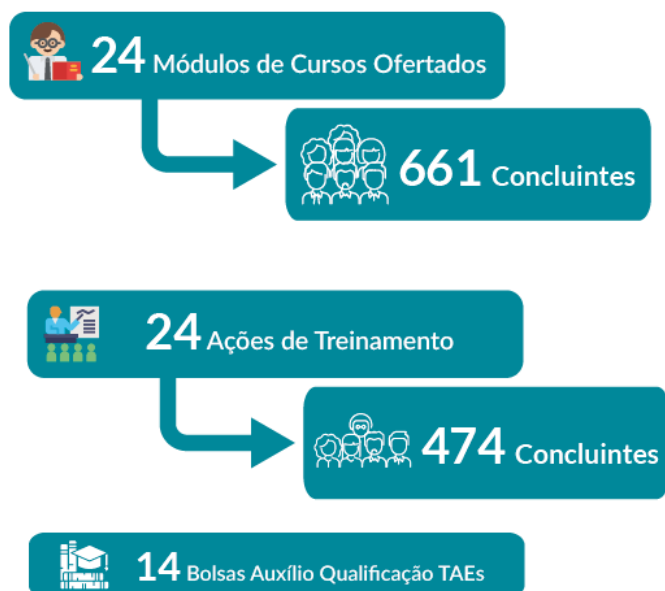 24 Módulos de Cursos Ofertados
661 Concluintes
24 Ações de Treinamento
474 Concluintes
14 Bolsas Auxílio Qualificação TAEs